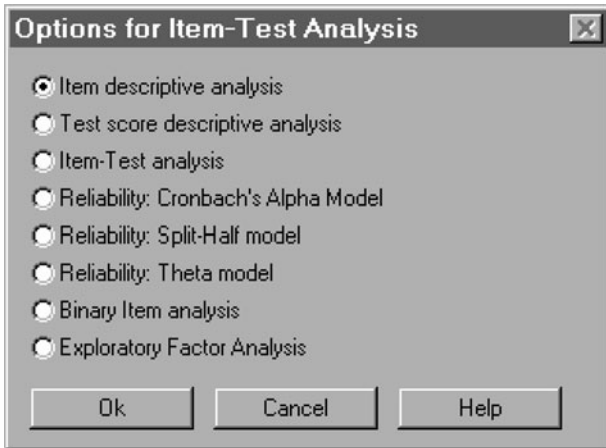 Options for Item-Test Analysis
Item descriptive analysis
Test score descriptive analysis
Item-Test analysis
Reliability: Cronbach's Alpha Model
Reliability: Split-Half model
Reliability: Theta model
Binary Item analysis
Exploratory Factor Analysis
Ok Cancel Help